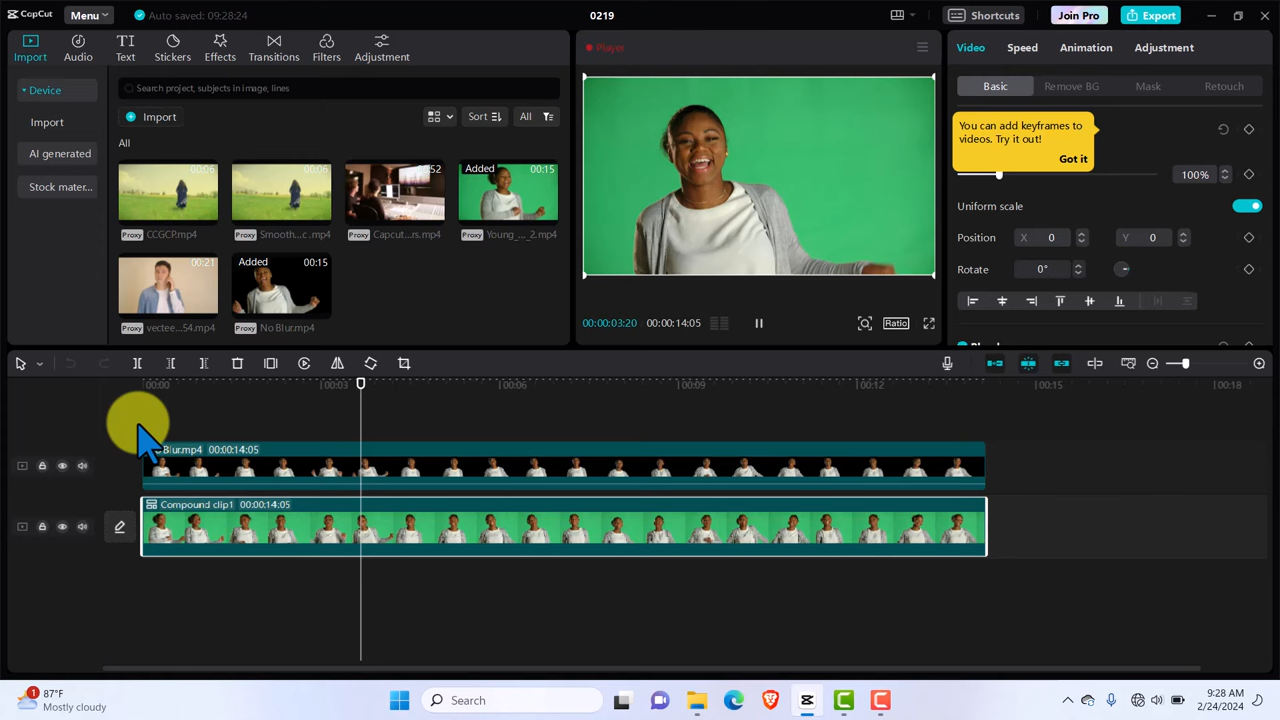 CapCut
Menu
Auto saved: 09:28:24
0219
Shortcuts
Join Pro
Export
Import
Audio
Text
Stickers
Effects
Transitions
Filters
Adjustment
Device
Import
AI generated
Stock mater...
Search project, subjects in image, lines
Import
Sort
All
All
00:06
Proxy
CCGCP.mp4
00:06
Proxy
Smooth...c .mp4
Proxy
Capcut...rs.mp4
Added
00:15
Proxy
Young_..._2.mp4
00:21
Proxy
vectee...54.mp4
Added
00:15
Proxy
No Blur.mp4
Player
00:00:03:20
00:00:14:05
Ratio
Video
Speed
Animation
Adjustment
Basic
Remove BG
Mask
Retouch
You can add keyframes to
videos. Try it out!
Got it
100%
Uniform scale
Position
X
0
Y
0
Rotate
0°
00:00
00:03
00:06
00:09
00:12
00:15
00:18
Blur.mp4
00:00:14:05
Compound clip1
00:00:14:05
1
87°F
Mostly cloudy
Search
9:28 AM
2/24/2024